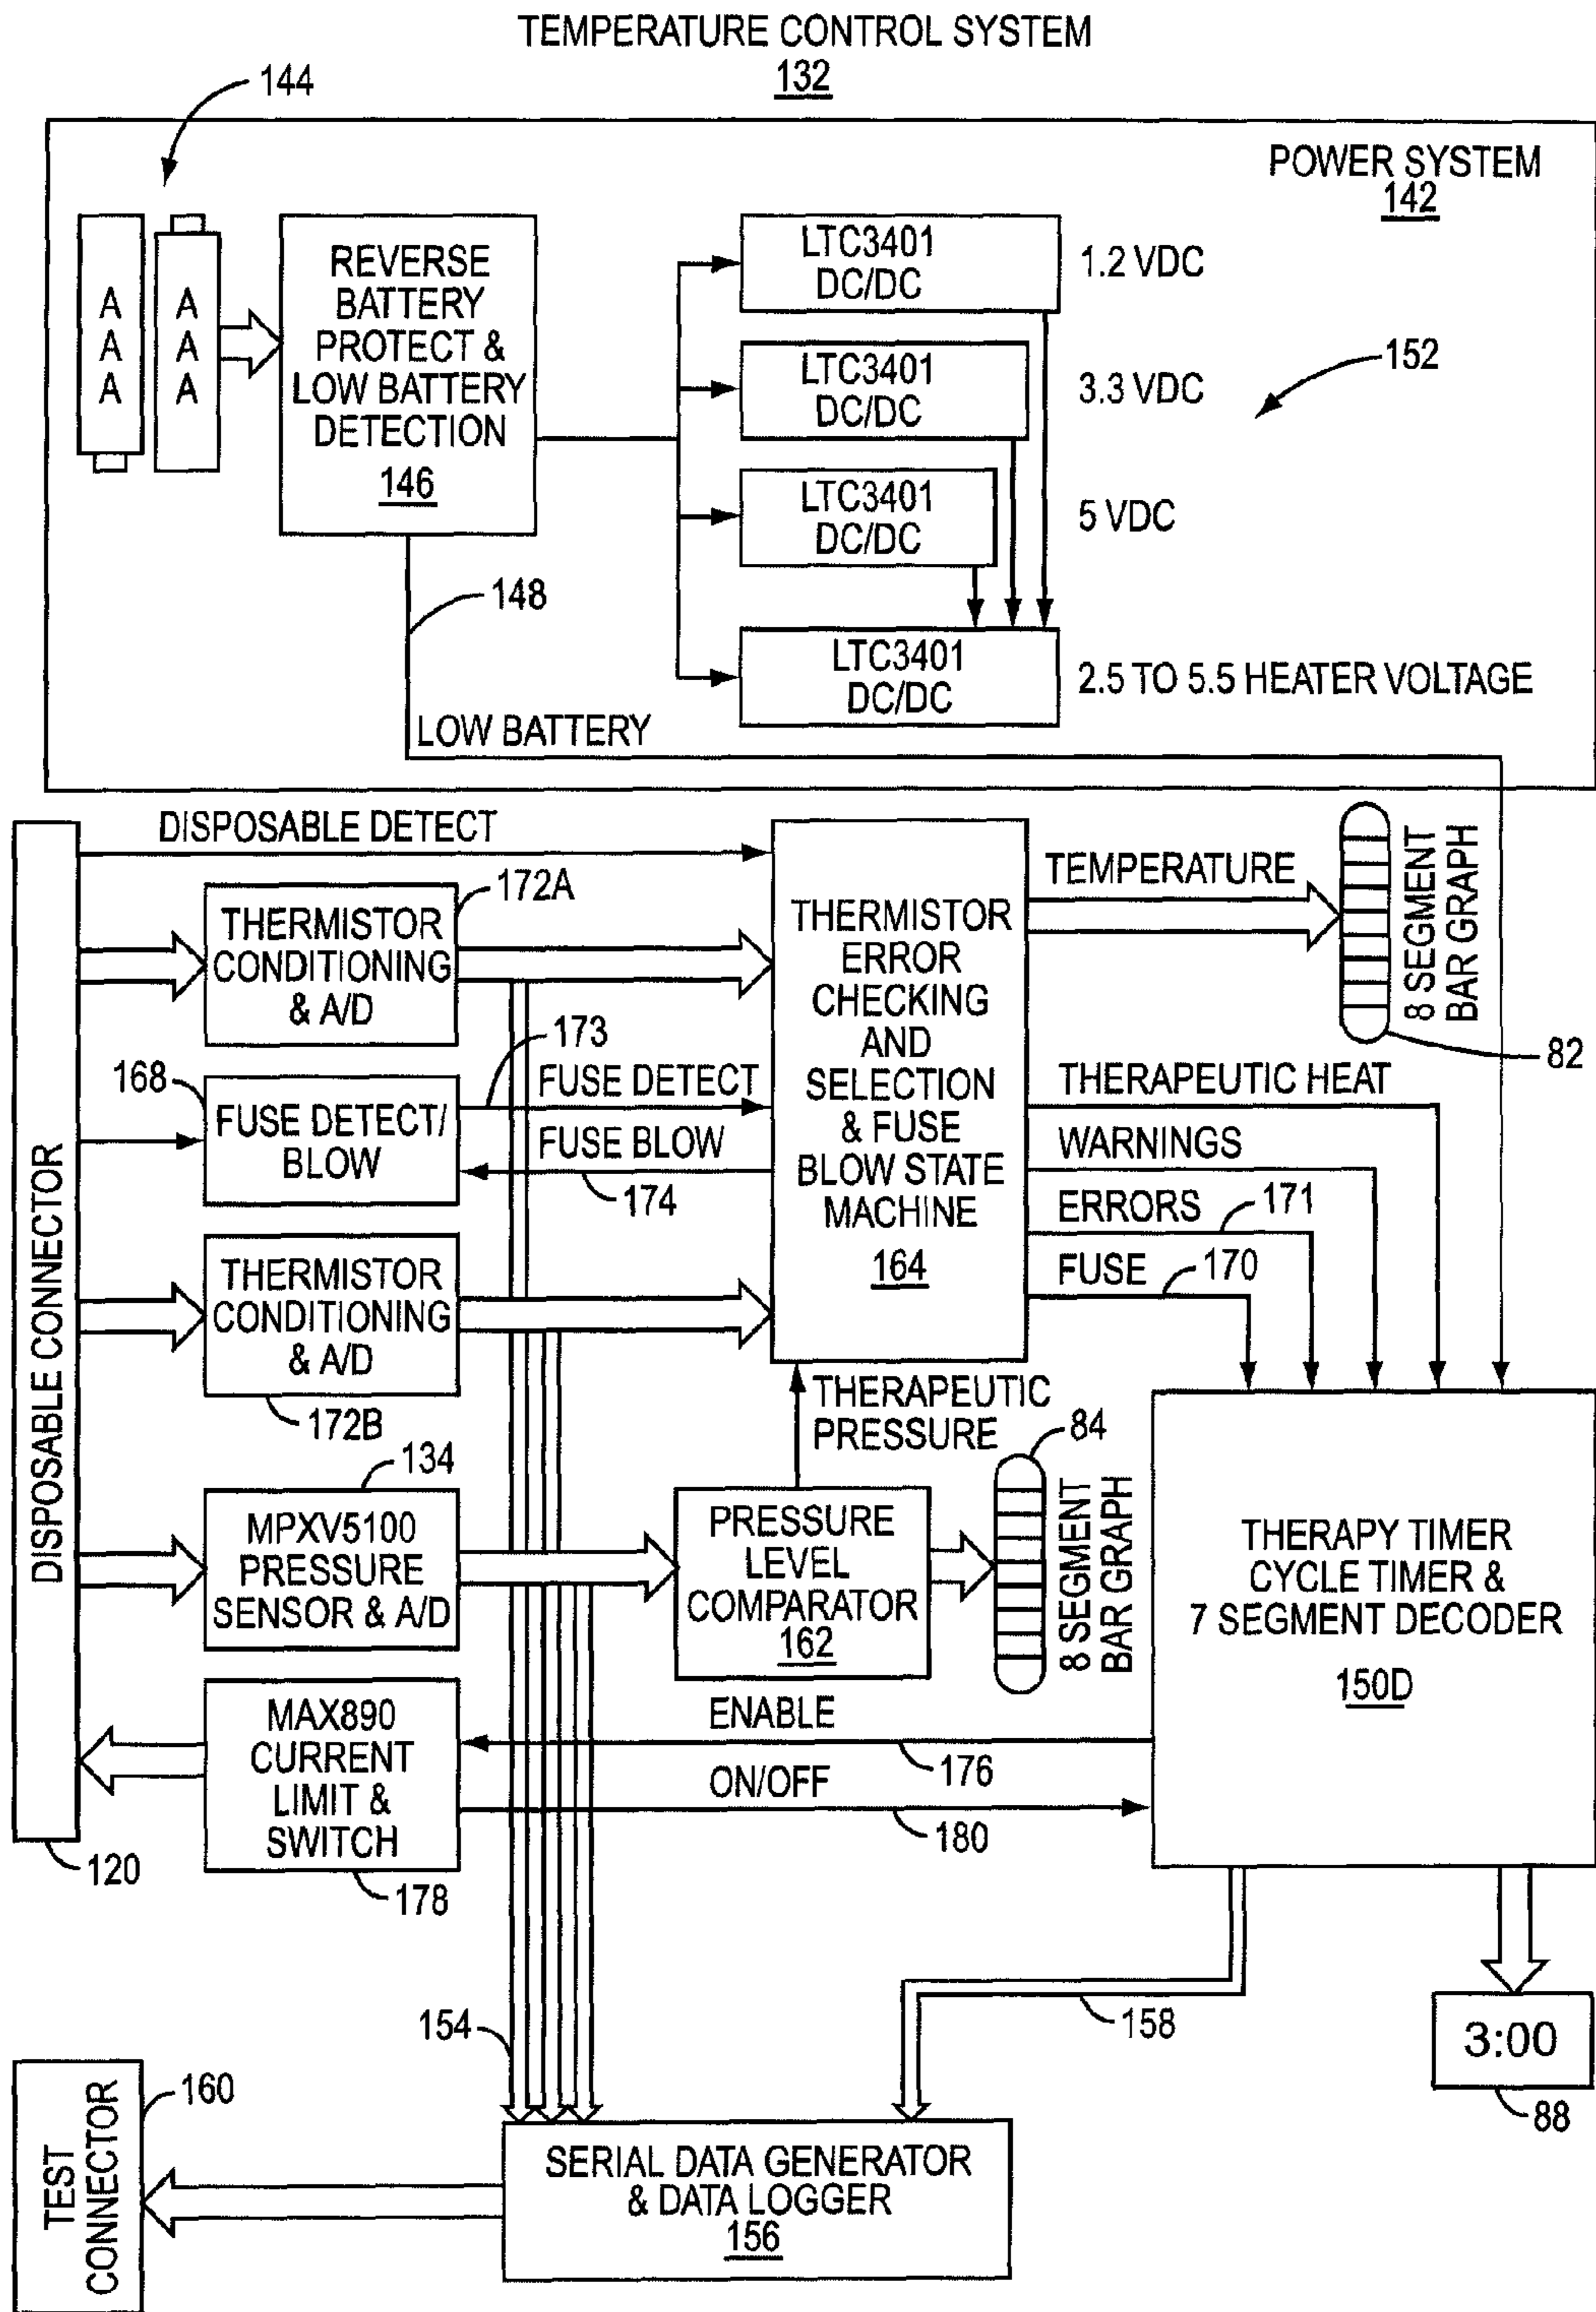 TEMPERATURE CONTROL SYSTEM
132
144
POWER SYSTEM
142
A
A
A
A
A
A
REVERSE
BATTERY
PROTECT &
LOW BATTERY
DETECTION
146
LTC3401
DC/DC
1.2 VDC
LTC3401
DC/DC
3.3 VDC
152
LTC3401
DC/DC
5 VDC
LTC3401
DC/DC
2.5 TO 5.5 HEATER VOLTAGE
148
LOW BATTERY
DISPOSABLE CONNECTOR
120
DISPOSABLE DETECT
THERMISTOR
CONDITIONING
& A/D
172A
168
FUSE DETECT/
BLOW
173
FUSE DETECT
FUSE BLOW
174
THERMISTOR
CONDITIONING
& A/D
172B
THERMISTOR
ERROR
CHECKING
AND
SELECTION
& FUSE
BLOW STATE
MACHINE
164
TEMPERATURE
8 SEGMENT
BAR GRAPH
82
THERAPEUTIC HEAT
WARNINGS
ERRORS
171
FUSE
170
134
MPXV5100
PRESSURE
SENSOR & A/D
THERAPEUTIC
PRESSURE
PRESSURE
LEVEL
COMPARATOR
162
84
8 SEGMENT
BAR GRAPH
THERAPY TIMER
CYCLE TIMER &
7 SEGMENT DECODER
150D
MAX890
CURRENT
LIMIT &
SWITCH
178
ENABLE
176
ON/OFF
180
154
158
3:00
88
TEST
CONNECTOR
160
SERIAL DATA GENERATOR
& DATA LOGGER
156